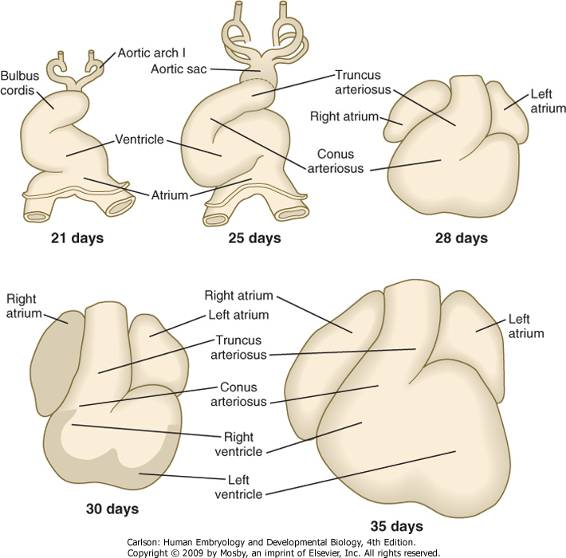 Aortic arch I
Aortic sac
Bulbus
cordis
Truncus
arteriosus
Left
atrium
Right atrium
Ventricle
Conus
arteriosus
Atrium
21 days
25 days
28 days
Right
atrium
Left atrium
Right atrium
Left
atrium
Truncus
arteriosus
Conus
arteriosus
Right
ventricle
Left
ventricle
30 days
35 days
Carlson: Human Embryology and Developmental Biology, 4th Edition.
Copyright © 2009 by Mosby, an imprint of Elsevier, Inc. All rights reserved.